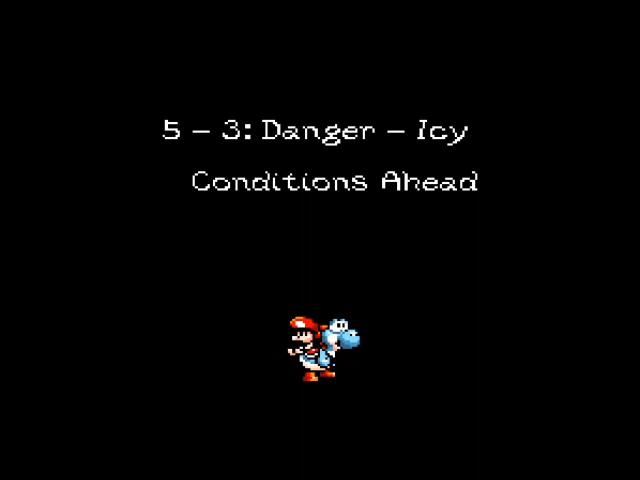 5 – 3: Danger – Icy
Conditions Ahead